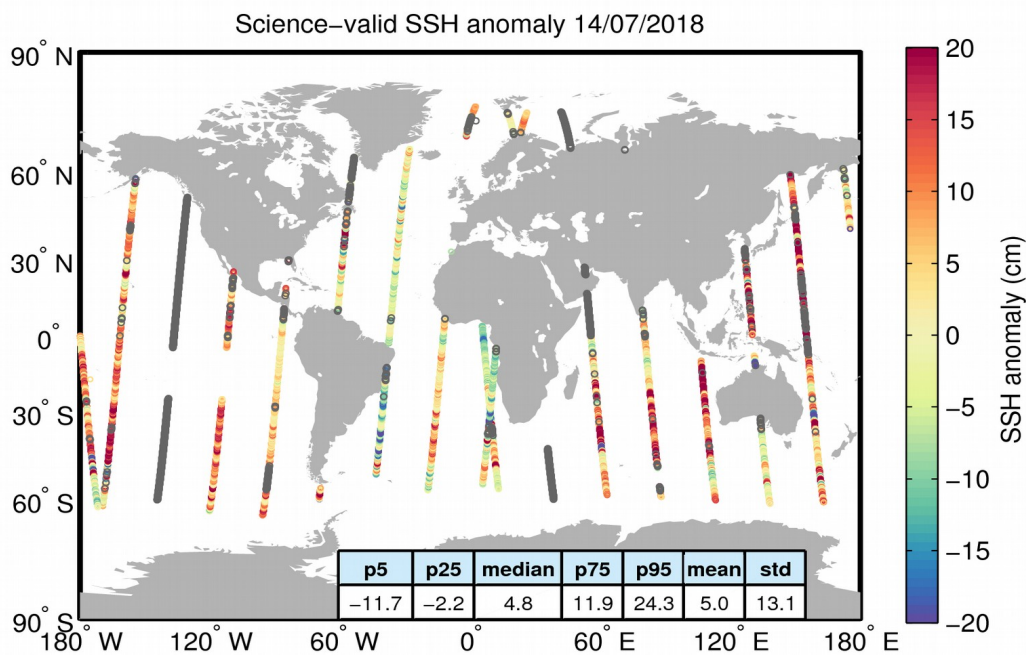 Science−valid SSH anomaly 14/07/2018
90° N
60° N
30° N
0°
30° S
60° S
90° S
180° W
120° W
60° W
0°
60° E
120° E
180° E
p5 p25 median p75 p95 mean std
−11.7 −2.2 4.8 11.9 24.3 5.0 13.1
20
15
10
5
0
−5
−10
−15
−20
SSH anomaly (cm)